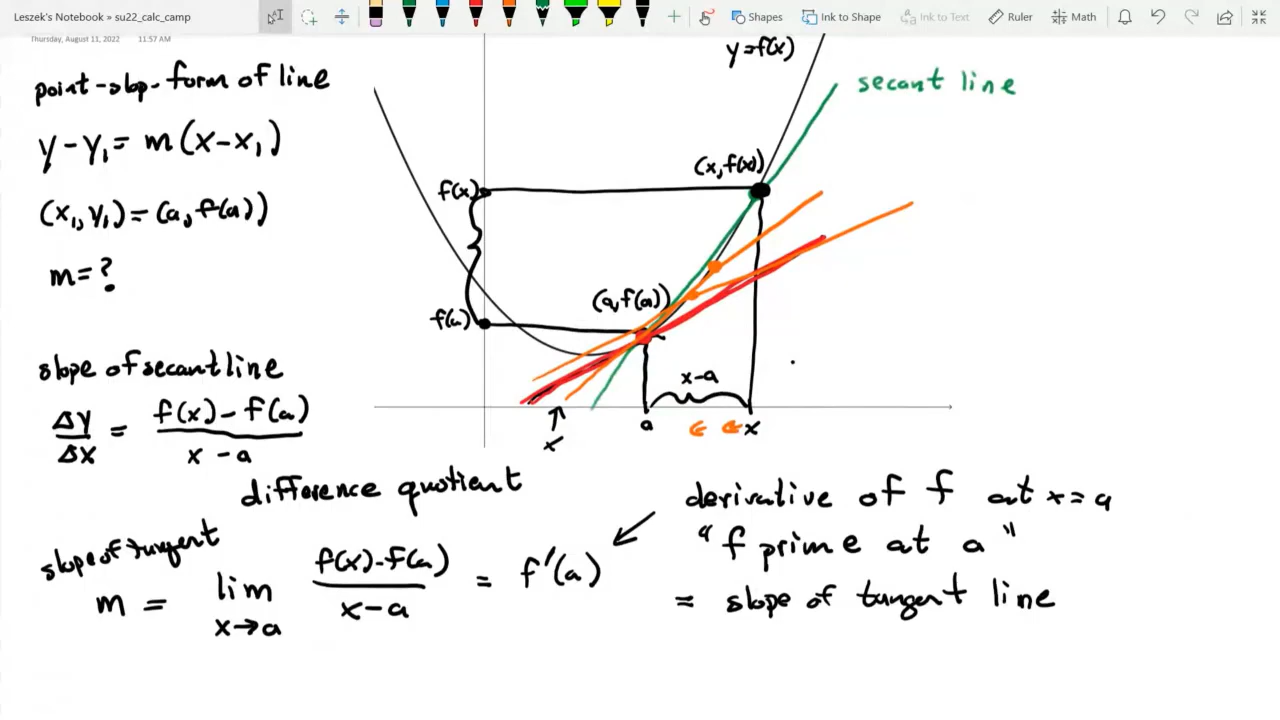 Leszek's Notebook » su22_calc_camp
Shapes
Ink to Shape
Ink to Text
Ruler
Math
Thursday, August 11, 2022 11:57 AM
point-slop-form of line
y-y₁= m(x-x₁)
(x₁,y₁)=(a,f(a))
m=?
slope of secant line
Δy/Δx = f(x)-f(a)/x-a
difference quotient
y=f(x)
secant line
(x,f(x))
f(x)
(a,f(a))
f(a)
x-a
a
x
x
slope of tangent
m = lim x→a f(x)-f(a)/x-a = f'(a)
derivative of f at x=a
"f prime at a"
= slope of tangent line